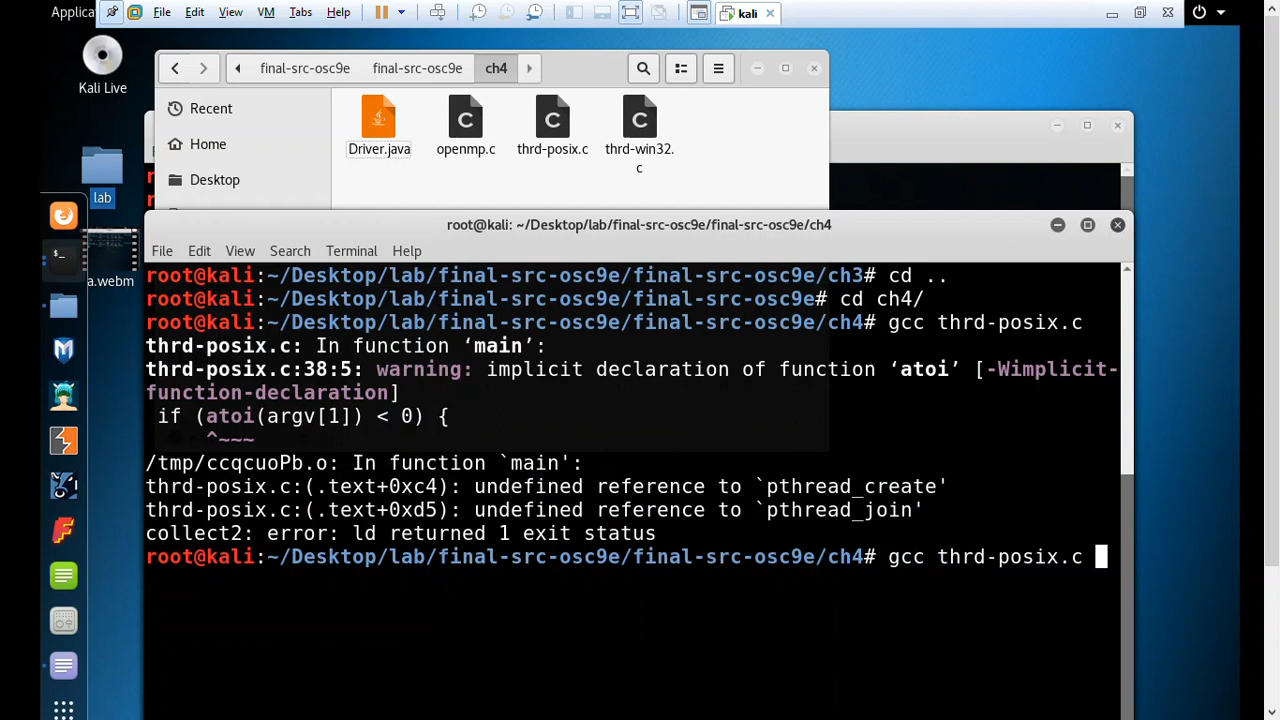 Applica
File Edit View VM Tabs Help
kali
Kali Live
final-src-osc9e final-src-osc9e ch4
Recent
Home
Desktop
Driver.java openmp.c thrd-posix.c thrd-win32.
c
lab
a.webm
root@kali: ~/Desktop/lab/final-src-osc9e/final-src-osc9e/ch4
File Edit View Search Terminal Help
root@kali:~/Desktop/lab/final-src-osc9e/final-src-osc9e/ch3# cd ..
root@kali:~/Desktop/lab/final-src-osc9e/final-src-osc9e# cd ch4/
root@kali:~/Desktop/lab/final-src-osc9e/final-src-osc9e/ch4# gcc thrd-posix.c
thrd-posix.c: In function ‘main’:
thrd-posix.c:38:5: warning: implicit declaration of function ‘atoi’ [-Wimplicit-
function-declaration]
if (atoi(argv[1]) < 0) {
^~~~
/tmp/ccqcuoPb.o: In function `main':
thrd-posix.c:(.text+0xc4): undefined reference to `pthread_create'
thrd-posix.c:(.text+0xd5): undefined reference to `pthread_join'
collect2: error: ld returned 1 exit status
root@kali:~/Desktop/lab/final-src-osc9e/final-src-osc9e/ch4# gcc thrd-posix.c